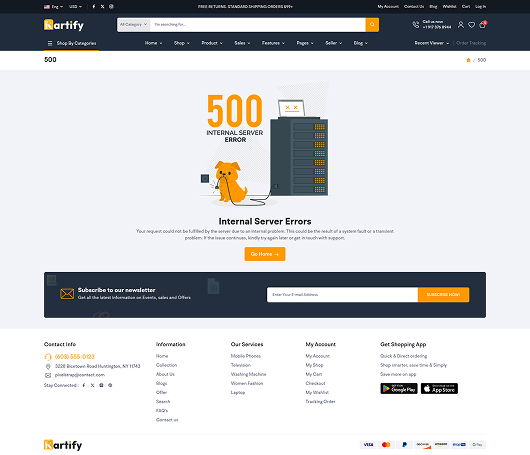 Eng USD FREE RETURNS. STANDARD SHIPPING ORDERS $99+ My Account Contact Us Blog Wishlist Cart Log In
Kartify All Category I'm searching for... Call us now
+1 917 376 8944
Shop By Categories Home Shop Product Sales Features Pages Seller Blog Recent Viewer Order Tracking
500 / 500
500
INTERNAL SERVER
ERROR
Internal Server Errors
Your request could not be fulfilled by the server due to an internal problem. This could be the result of a system fault or a transient
problem. If the issue continues, kindly try again later or get in touch with support.
Go Home →
Subscribe to our newsletter
Get all the latest information on Events, sales and Offers
Enter Your E-mail Address SUBSCRIBE NOW!
Contact Info
(603) 555-0123
3228 Bicetown Road Huntington, NY 11743
pixelstrap@contact.com
Stay Connected :
Information
Home
Collection
About Us
Blogs
Offer
Search
FAQ's
Contact us
Our Services
Mobile Phones
Television
Washing Machine
Women Fashion
Laptop
My Account
My Account
My Shop
My Cart
Checkout
My Wishlist
Tracking Order
Get Shopping App
Quick & Direct ordering
Shop smarter, save time & Simply
Save more on app
Google Play
App Store
Kartify VISA PayPal DISCOVER amazon G Pay